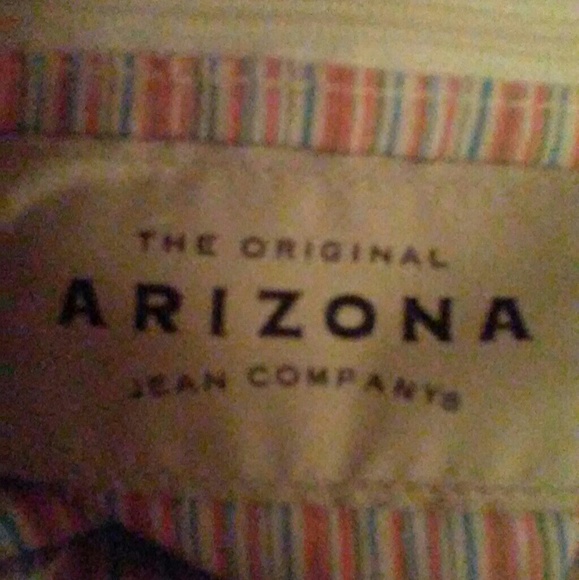 THE ORIGINAL
ARIZONA
JEAN COMPANY®